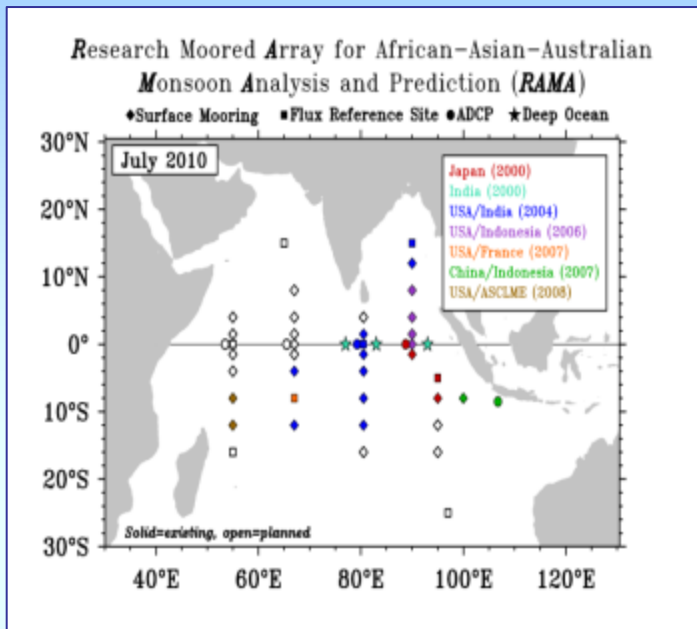 Research Moored Array for African-Asian-Australian
Monsoon Analysis and Prediction (RAMA)
◆Surface Mooring ■Flux Reference Site ●ADCP ★Deep Ocean
30°N
July 2010
Japan (2000)
India (2000)
USA/India (2004)
USA/Indonesia (2006)
USA/France (2007)
China/Indonesia (2007)
USA/ASCLME (2008)
20°N
10°N
0°
10°S
20°S
Solid=existing, open=planned
30°S
40°E 60°E 80°E 100°E 120°E